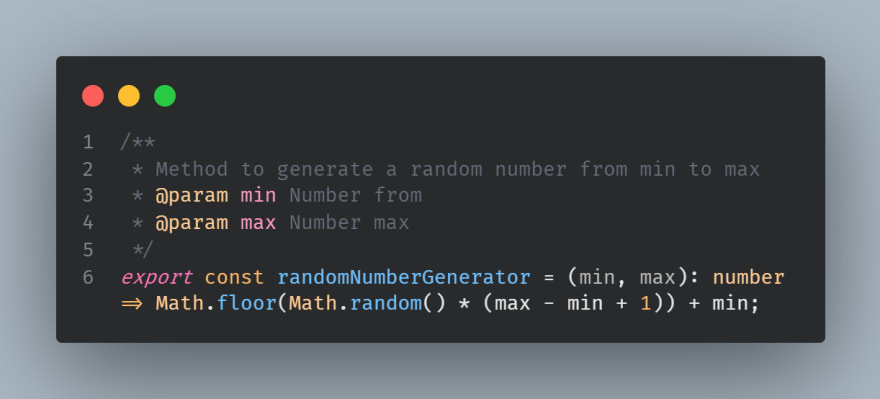 1 /**
2  * Method to generate a random number from min to max
3  * @param min Number from
4  * @param max Number max
5  */
6 export const randomNumberGenerator = (min, max): number
=> Math.floor(Math.random() * (max - min + 1)) + min;